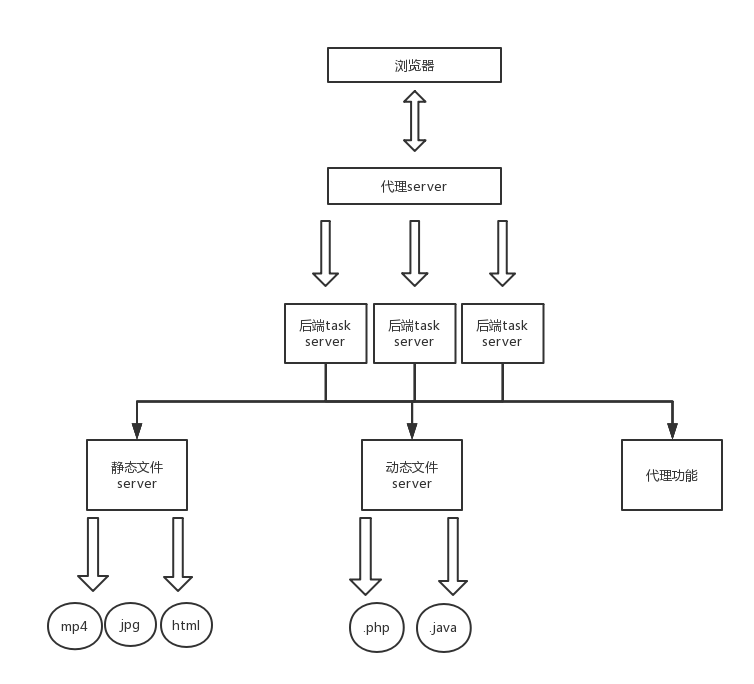 浏览器
代理server
后端task
server
后端task
server
后端task
server
静态文件
server
动态文件
server
代理功能
mp4
jpg
html
.php
.java